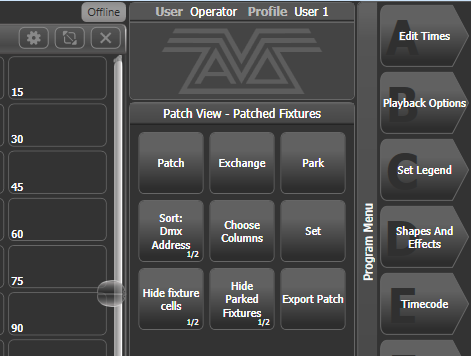 Offline
User Operator Profile User 1
15
30
45
60
75
90
Patch View - Patched Fixtures
Patch
Exchange
Park
Sort:
Dmx
Address
1/2
Choose
Columns
Set
Hide fixture
cells
1/2
Hide
Parked
Fixtures
1/2
Export Patch
Program Menu
A
Edit Times
B
Playback Options
C
Set Legend
D
Shapes And
Effects
E
Timecode